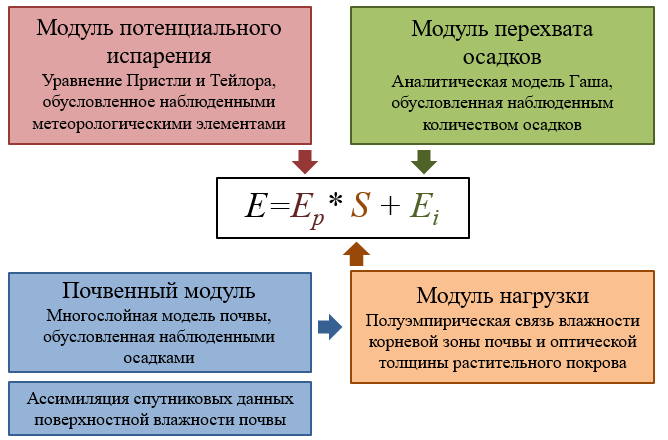 Модуль потенциального
испарения
Уравнение Пристли и Тейлора,
обусловленное наблюденными
метеорологическими элементами
Модуль перехвата
осадков
Аналитическая модель Гаша,
обусловленная наблюденным
количеством осадков
E=Ep* S + Ei
Почвенный модуль
Многослойная модель почвы,
обусловленная наблюденными
осадками
Модуль нагрузки
Полуэмпирическая связь влажности
корневой зоны почвы и оптической
толщины растительного покрова
Ассимиляция спутниковых данных
поверхностной влажности почвы